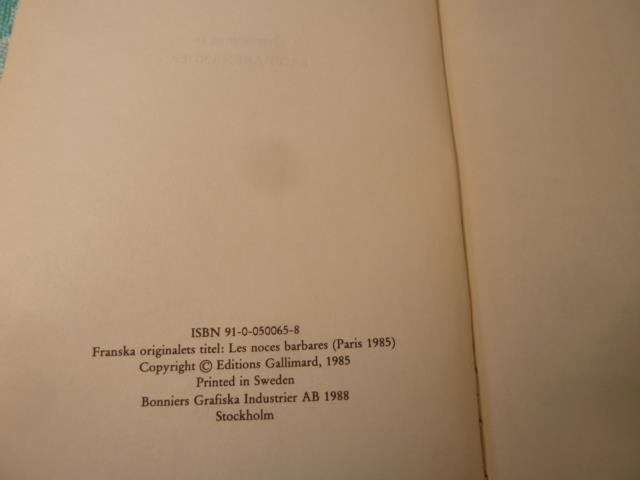 ISBN 91-0-050065-8
Franska originalets titel: Les noces barbares (Paris 1985)
Copyright © Editions Gallimard, 1985
Printed in Sweden
Bonniers Grafiska Industrier AB 1988
Stockholm